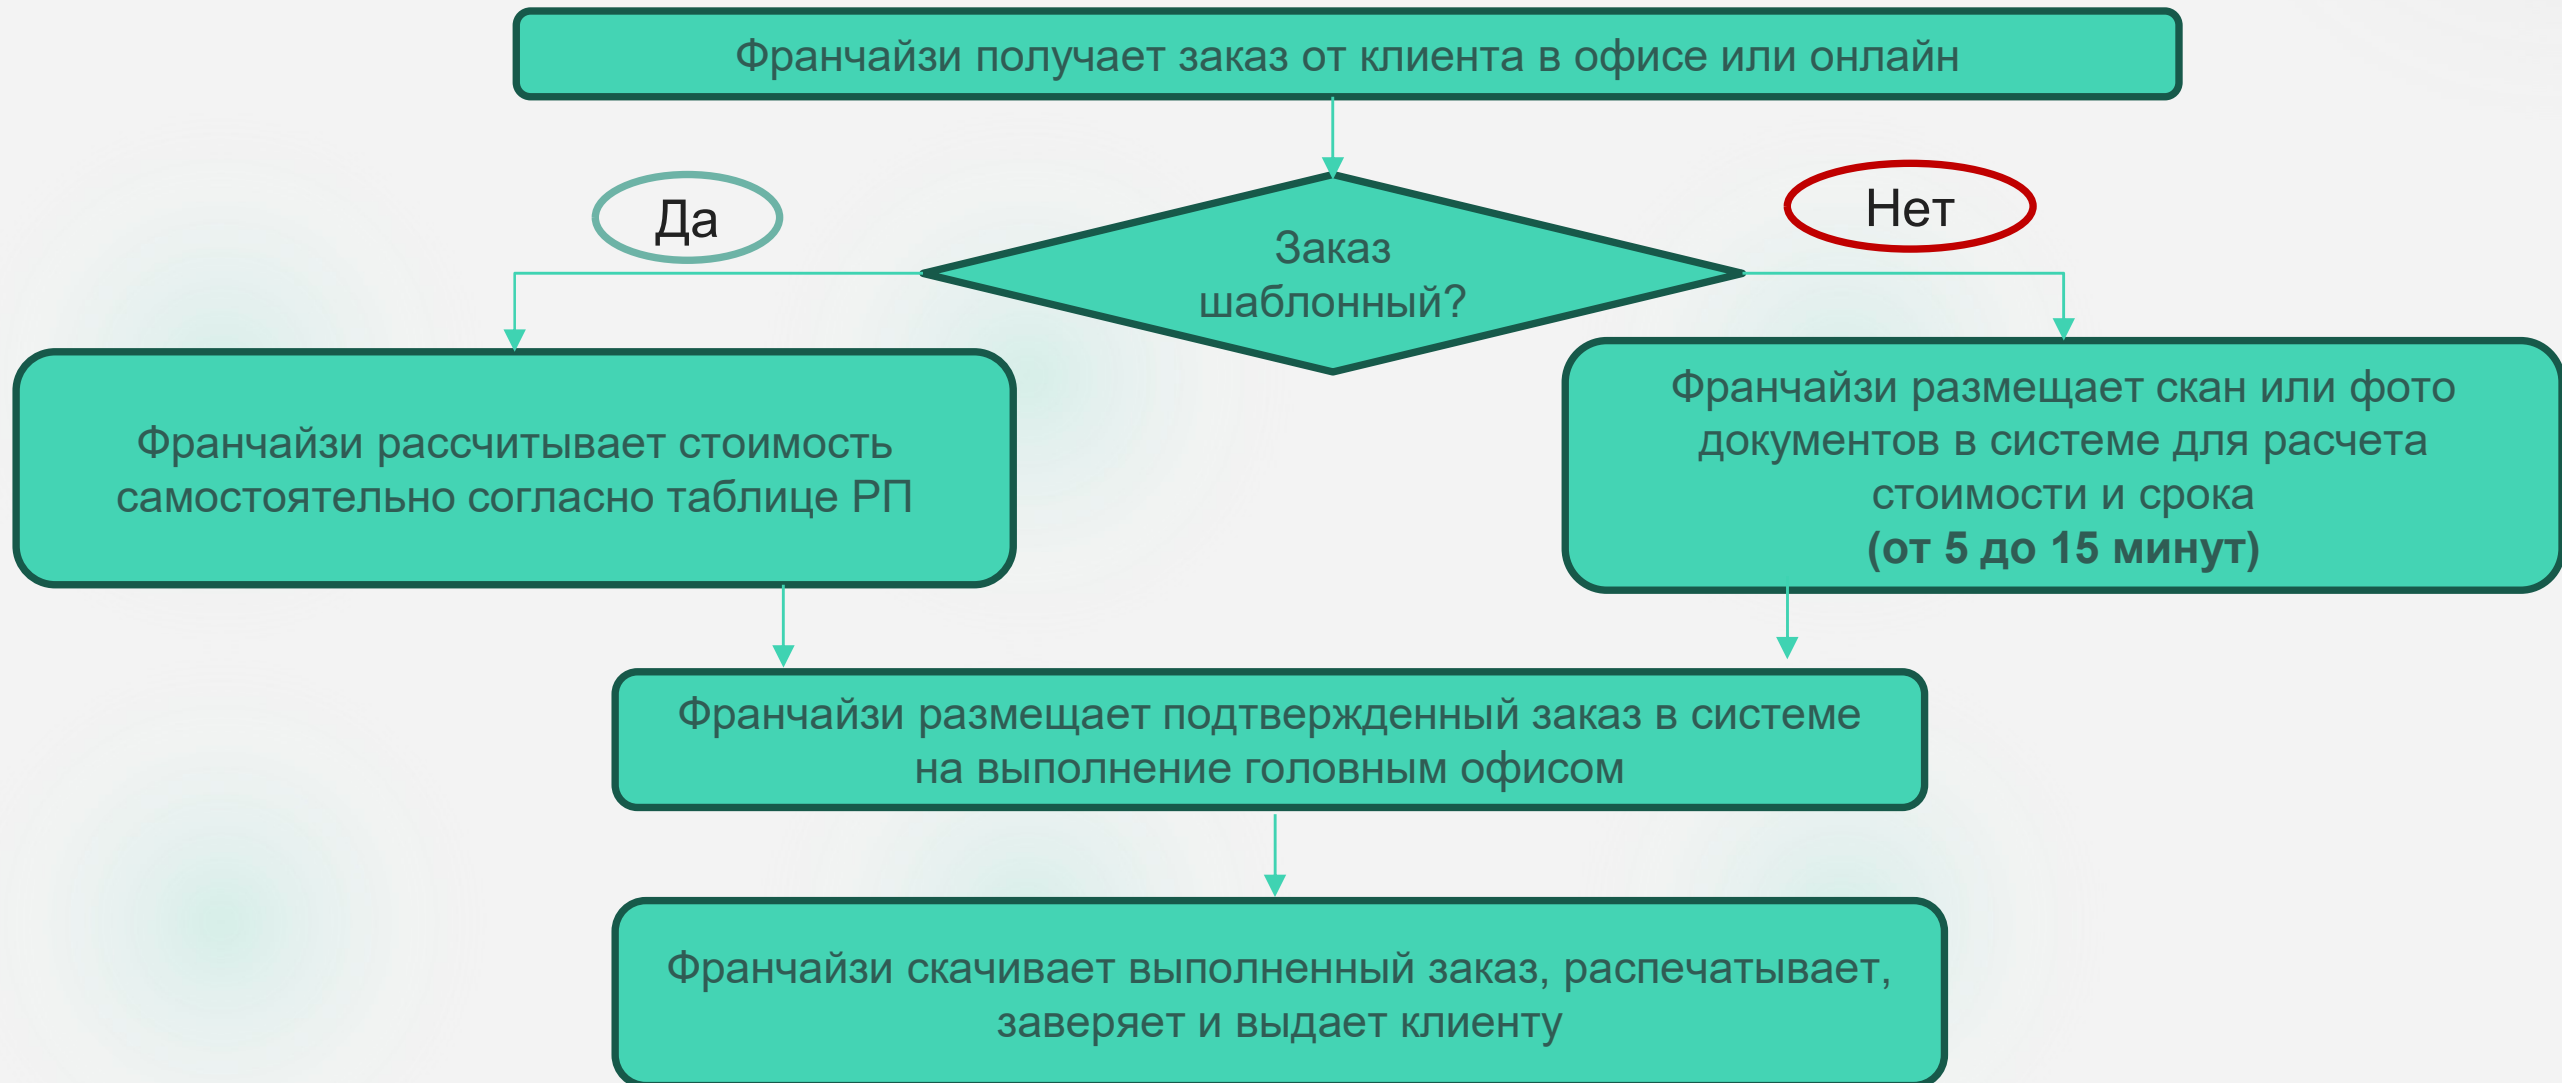 Франчайзи получает заказ от клиента в офисе или онлайн
Да
Нет
Заказ
шаблонный?
Франчайзи рассчитывает стоимость
самостоятельно согласно таблице РП
Франчайзи размещает скан или фото
документов в системе для расчета
стоимости и срока
(от 5 до 15 минут)
Франчайзи размещает подтвержденный заказ в системе
на выполнение головным офисом
Франчайзи скачивает выполненный заказ, распечатывает,
заверяет и выдает клиенту